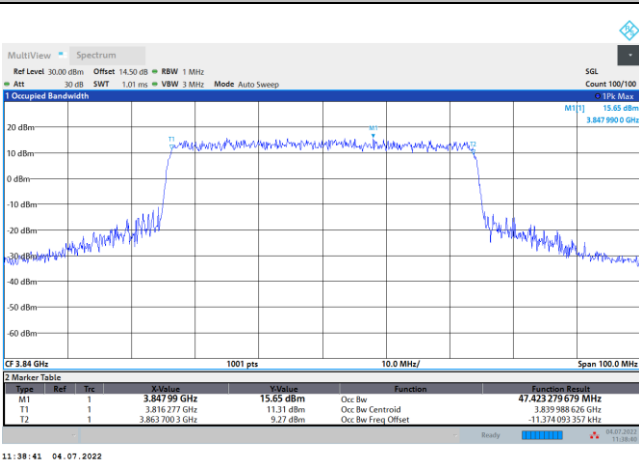 MultiView Spectrum
Ref Level 30.00 dBm Offset 14.50 dB RBW 1 MHz SGL
Att 30 dB SWT 1.01 ms VBW 3 MHz Mode Auto Sweep Count 100/100
1 Occupied Bandwidth 1Pk Max
M1[1] 15.65 dBm
3.847 990 0 GHz
20 dBm
T1 M1 T2
10 dBm
0 dBm
-10 dBm
-20 dBm
-30 dBm
-40 dBm
-50 dBm
-60 dBm
CF 3.84 GHz 1001 pts 10.0 MHz/ Span 100.0 MHz
2 Marker Table
Type Ref Trc X-Value Y-Value Function Function Result
M1 1 3.847 99 GHz 15.65 dBm Occ Bw 47.423 279 679 MHz
T1 1 3.816 277 GHz 11.31 dBm Occ Bw Centroid 3.839 988 626 GHz
T2 1 3.863 700 3 GHz 9.27 dBm Occ Bw Freq Offset -11.374 093 357 kHz
Ready 04.07.2022
11:38:40
11:38:41 04.07.2022